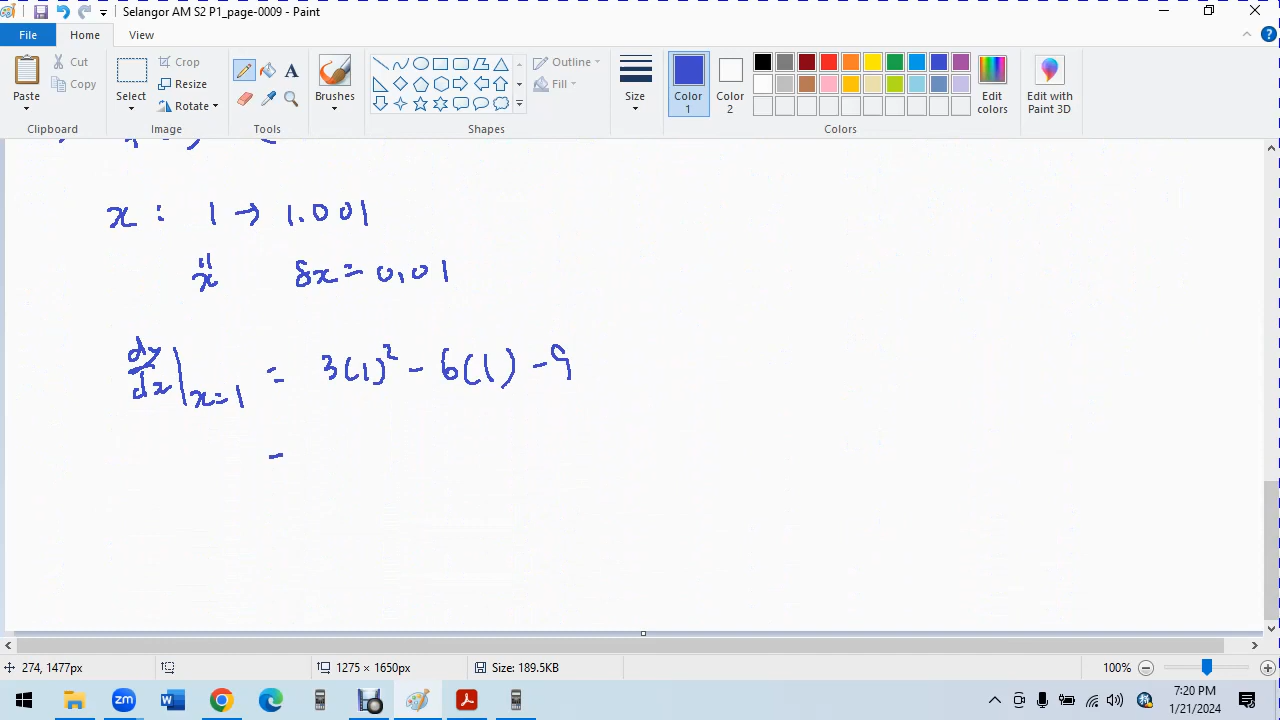 Selangor AM S2 P1_page-0009 - Paint
File Home View
Paste Cut Copy Select Crop Resize Rotate A Brushes Outline Fill Size Color 1 Color 2 Edit colors Edit with Paint 3D
Clipboard Image Tools Shapes Colors
x : 1 → 1.001
x δx = 0.01
dy/dx|x=1 = 3(1)² - 6(1) - 9
274, 1477px 1275 × 1650px Size: 189.5KB 100%
zm W 7:20 PM
1/21/2024